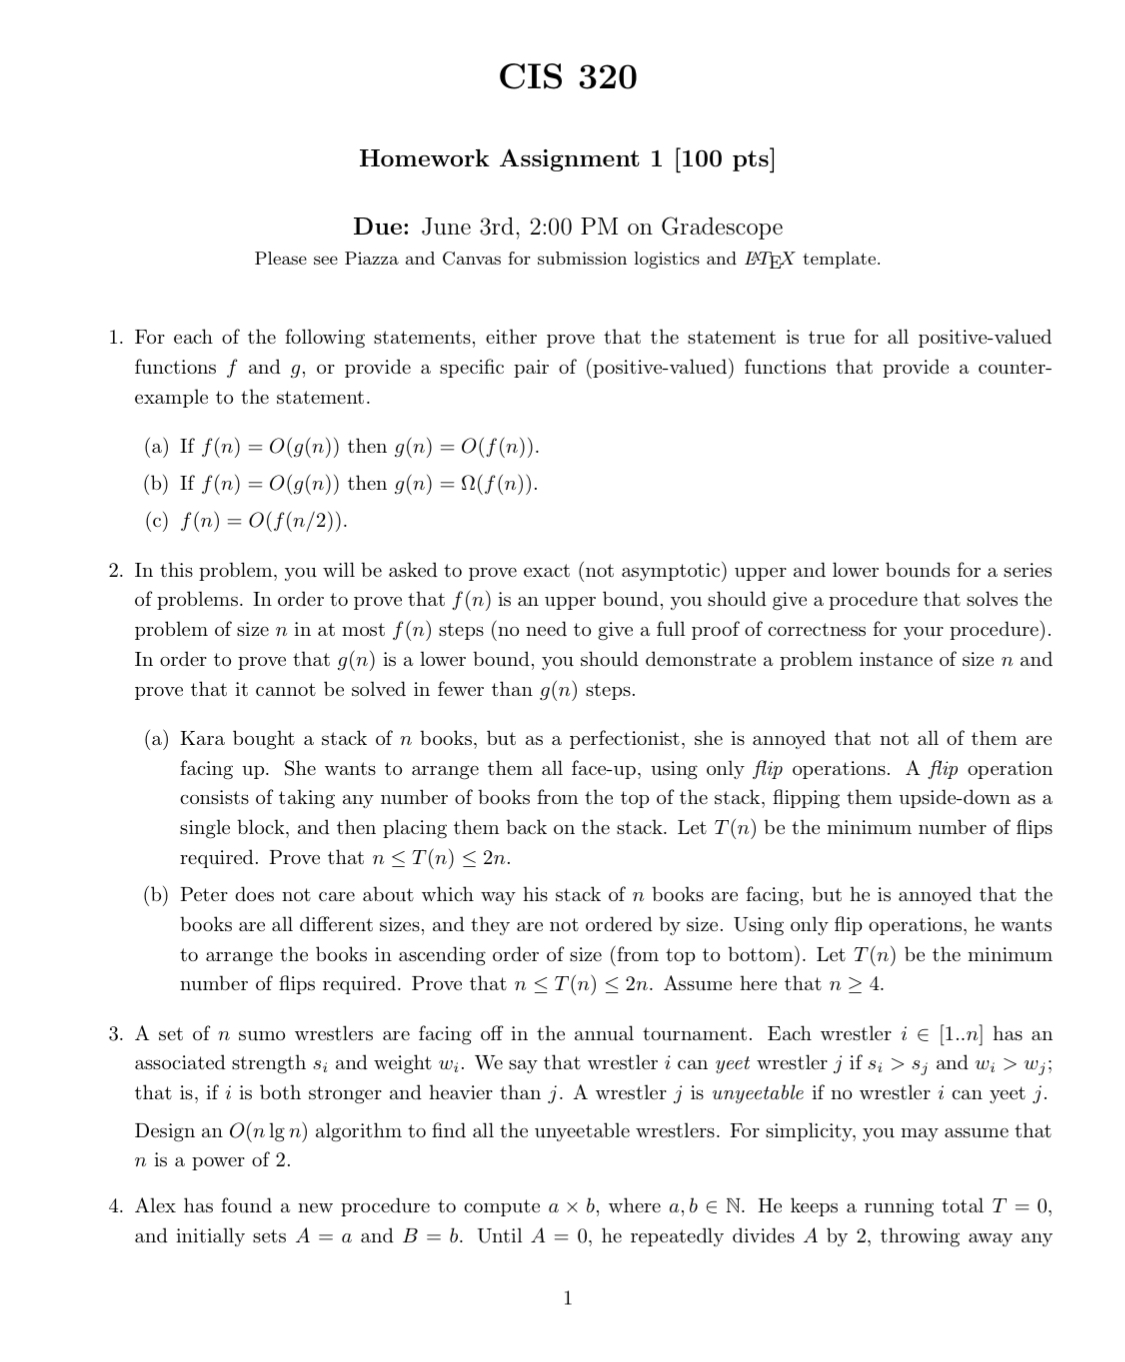 CIS 320
Homework Assignment 1 [100 pts]
Due: June 3rd, 2:00 PM on Gradescope
Please see Piazza and Canvas for submission logistics and LATEX template.
1. For each of the following statements, either prove that the statement is true for all positive-valued
functions f and g, or provide a specific pair of (positive-valued) functions that provide a counter-
example to the statement.
(a) If f(n) = O(g(n)) then g(n) = O(f(n)).
(b) If f(n) = O(g(n)) then g(n) = Ω(f(n)).
(c) f(n) = O(f(n/2)).
2. In this problem, you will be asked to prove exact (not asymptotic) upper and lower bounds for a series
of problems. In order to prove that f(n) is an upper bound, you should give a procedure that solves the
problem of size n in at most f(n) steps (no need to give a full proof of correctness for your procedure).
In order to prove that g(n) is a lower bound, you should demonstrate a problem instance of size n and
prove that it cannot be solved in fewer than g(n) steps.
(a) Kara bought a stack of n books, but as a perfectionist, she is annoyed that not all of them are
facing up. She wants to arrange them all face-up, using only flip operations. A flip operation
consists of taking any number of books from the top of the stack, flipping them upside-down as a
single block, and then placing them back on the stack. Let T(n) be the minimum number of flips
required. Prove that n ≤ T(n) ≤ 2n.
(b) Peter does not care about which way his stack of n books are facing, but he is annoyed that the
books are all different sizes, and they are not ordered by size. Using only flip operations, he wants
to arrange the books in ascending order of size (from top to bottom). Let T(n) be the minimum
number of flips required. Prove that n ≤ T(n) ≤ 2n. Assume here that n ≥ 4.
3. A set of n sumo wrestlers are facing off in the annual tournament. Each wrestler i ∈ [1..n] has an
associated strength sᵢ and weight wᵢ. We say that wrestler i can yeet wrestler j if sᵢ > sⱼ and wᵢ > wⱼ;
that is, if i is both stronger and heavier than j. A wrestler j is unyeetable if no wrestler i can yeet j.
Design an O(n lg n) algorithm to find all the unyeetable wrestlers. For simplicity, you may assume that
n is a power of 2.
4. Alex has found a new procedure to compute a × b, where a, b ∈ ℕ. He keeps a running total T = 0,
and initially sets A = a and B = b. Until A = 0, he repeatedly divides A by 2, throwing away any
1